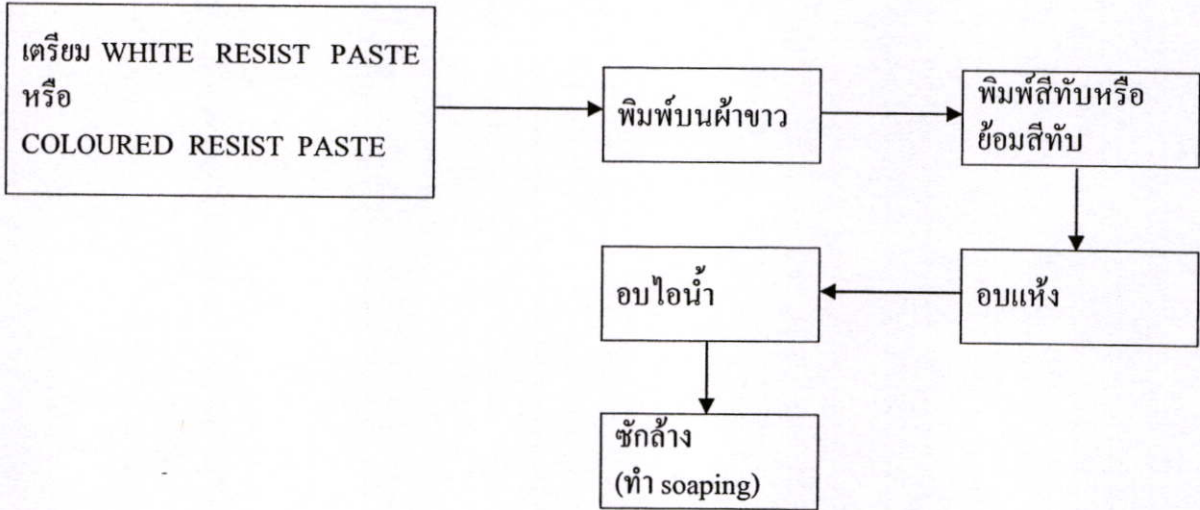 เตรียม WHITE RESIST PASTE
หรือ
COLOURED RESIST PASTE
พิมพ์บนผ้าขาว
พิมพ์สีทับหรือ
ย้อมสีทับ
อบแห้ง
อบไอน้ำ
ซักล้าง
(ทำ soaping)